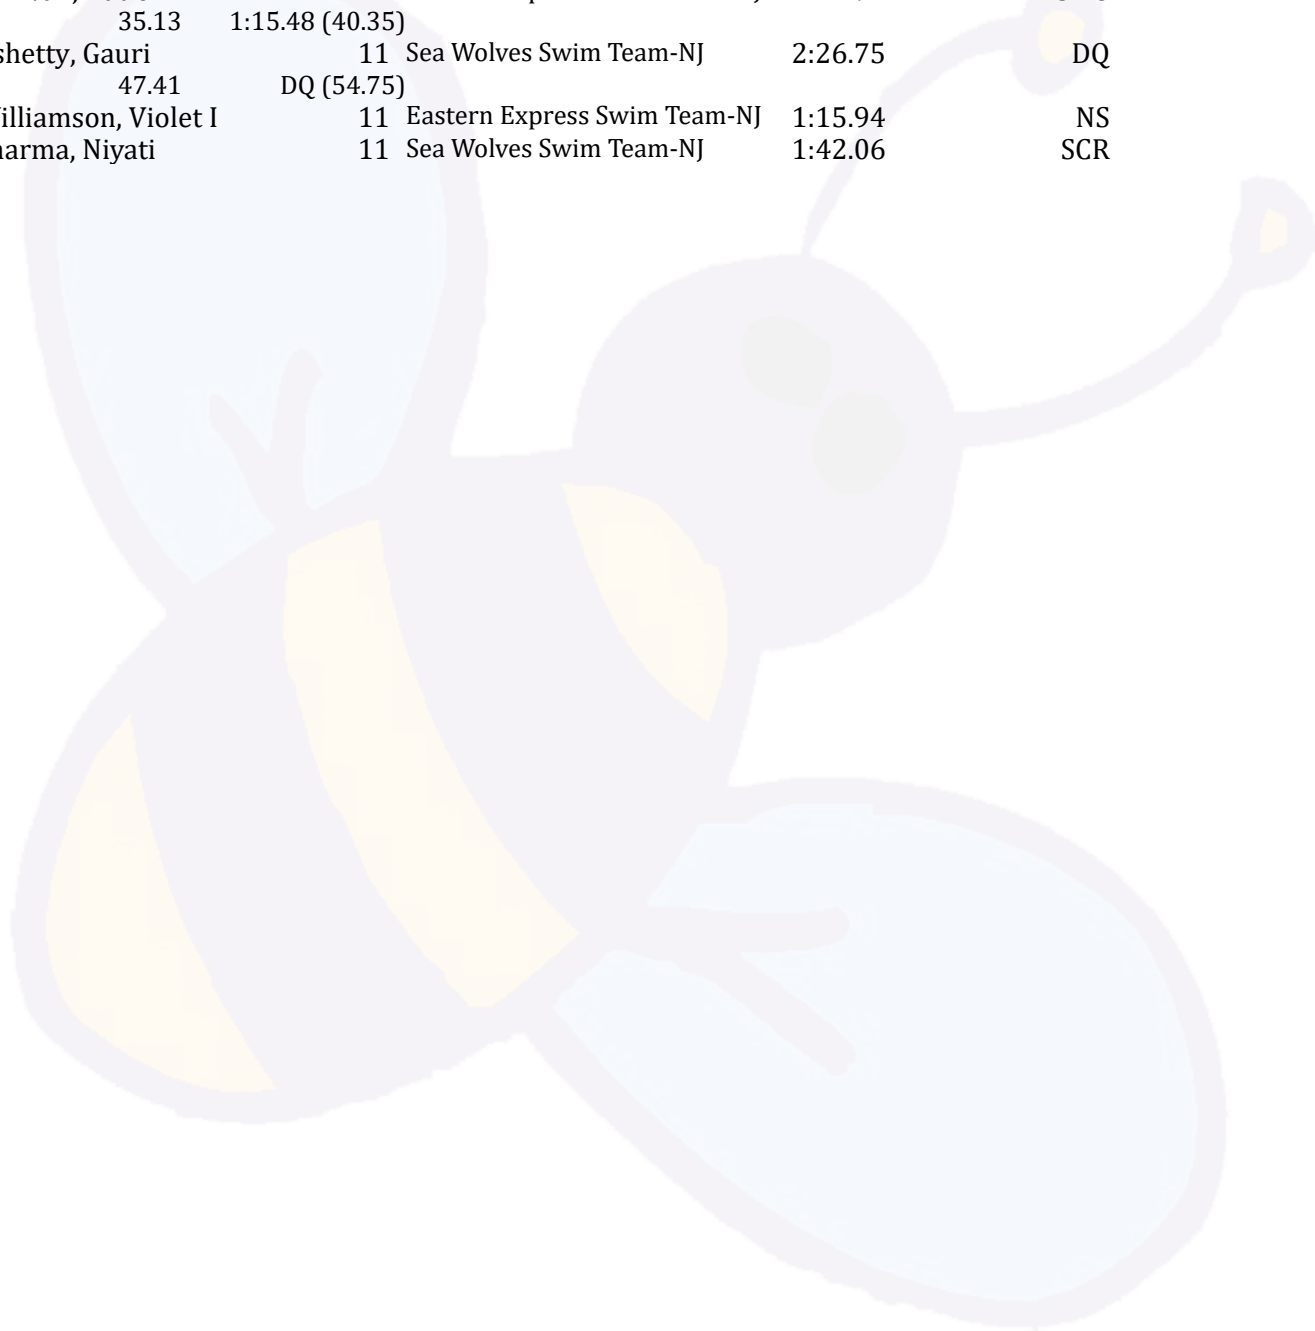 35.13 1:15.48 (40.35)
shetty, Gauri 11 Sea Wolves Swim Team-NJ 2:26.75 DQ
47.41 DQ (54.75)
illiamson, Violet I 11 Eastern Express Swim Team-NJ 1:15.94 NS
arma, Niyati 11 Sea Wolves Swim Team-NJ 1:42.06 SCR